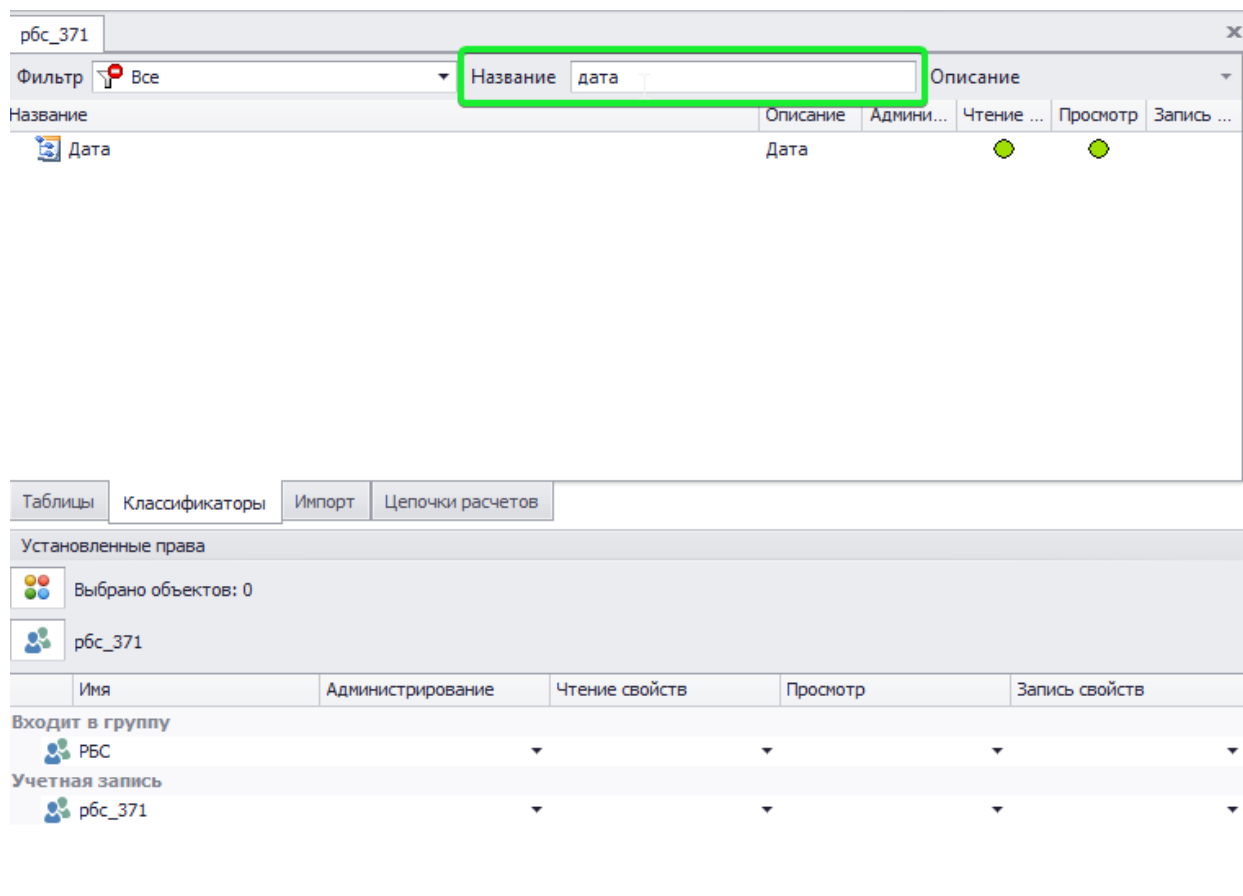 рбс_371
Фильтр Все Название дата Описание
Название Описание Админи... Чтение ... Просмотр Запись ...
Дата Дата
Таблицы Классификаторы Импорт Цепочки расчетов
Установленные права
Выбрано объектов: 0
рбс_371
Имя Администрирование Чтение свойств Просмотр Запись свойств
Входит в группу
РБС
Учетная запись
рбс_371